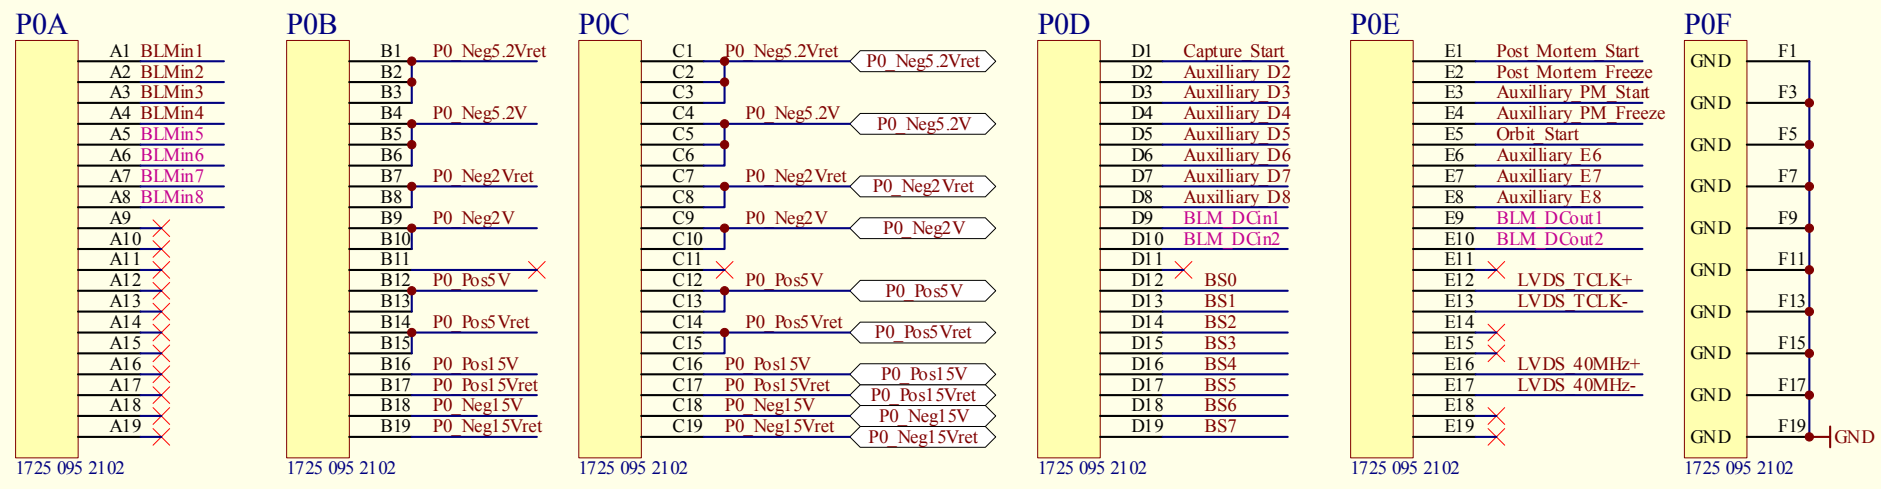 P0A
A1 BLMin1
A2 BLMin2
A3 BLMin3
A4 BLMin4
A5 BLMin5
A6 BLMin6
A7 BLMin7
A8 BLMin8
A9
A10
A11
A12
A13
A14
A15
A16
A17
A18
A19
1725 095 2102
P0B
B1 P0_Neg5.2Vret
B2
B3
B4 P0_Neg5.2V
B5
B6
B7 P0_Neg2Vret
B8
B9 P0_Neg2V
B10
B11
B12 P0_Pos5V
B13
B14 P0_Pos5Vret
B15
B16 P0_Pos15V
B17 P0_Pos15Vret
B18 P0_Neg15V
B19 P0_Neg15Vret
1725 095 2102
P0C
C1 P0_Neg5.2Vret P0_Neg5.2Vret
C2
C3
C4 P0_Neg5.2V P0_Neg5.2V
C5
C6
C7 P0_Neg2Vret P0_Neg2Vret
C8
C9 P0_Neg2V P0_Neg2V
C10
C11
C12 P0_Pos5V P0_Pos5V
C13
C14 P0_Pos5Vret P0_Pos5Vret
C15
C16 P0_Pos15V P0_Pos15V
C17 P0_Pos15Vret P0_Pos15Vret
C18 P0_Neg15V P0_Neg15V
C19 P0_Neg15Vret P0_Neg15Vret
1725 095 2102
P0D
D1 Capture_Start
D2 Auxilliary_D2
D3 Auxilliary_D3
D4 Auxilliary_D4
D5 Auxilliary_D5
D6 Auxilliary_D6
D7 Auxilliary_D7
D8 Auxilliary_D8
D9 BLM_DCin1
D10 BLM_DCin2
D11
D12 BS0
D13 BS1
D14 BS2
D15 BS3
D16 BS4
D17 BS5
D18 BS6
D19 BS7
1725 095 2102
P0E
E1 Post_Mortem_Start
E2 Post_Mortem_Freeze
E3 Auxilliary_PM_Start
E4 Auxilliary_PM_Freeze
E5 Orbit_Start
E6 Auxilliary_E6
E7 Auxilliary_E7
E8 Auxilliary_E8
E9 BLM_DCout1
E10 BLM_DCout2
E11
E12 LVDS_TCLK+
E13 LVDS_TCLK-
E14
E15
E16 LVDS_40MHz+
E17 LVDS_40MHz-
E18
E19
1725 095 2102
P0F
GND F1
GND F3
GND F5
GND F7
GND F9
GND F11
GND F13
GND F15
GND F17
GND F19 GND
1725 095 2102